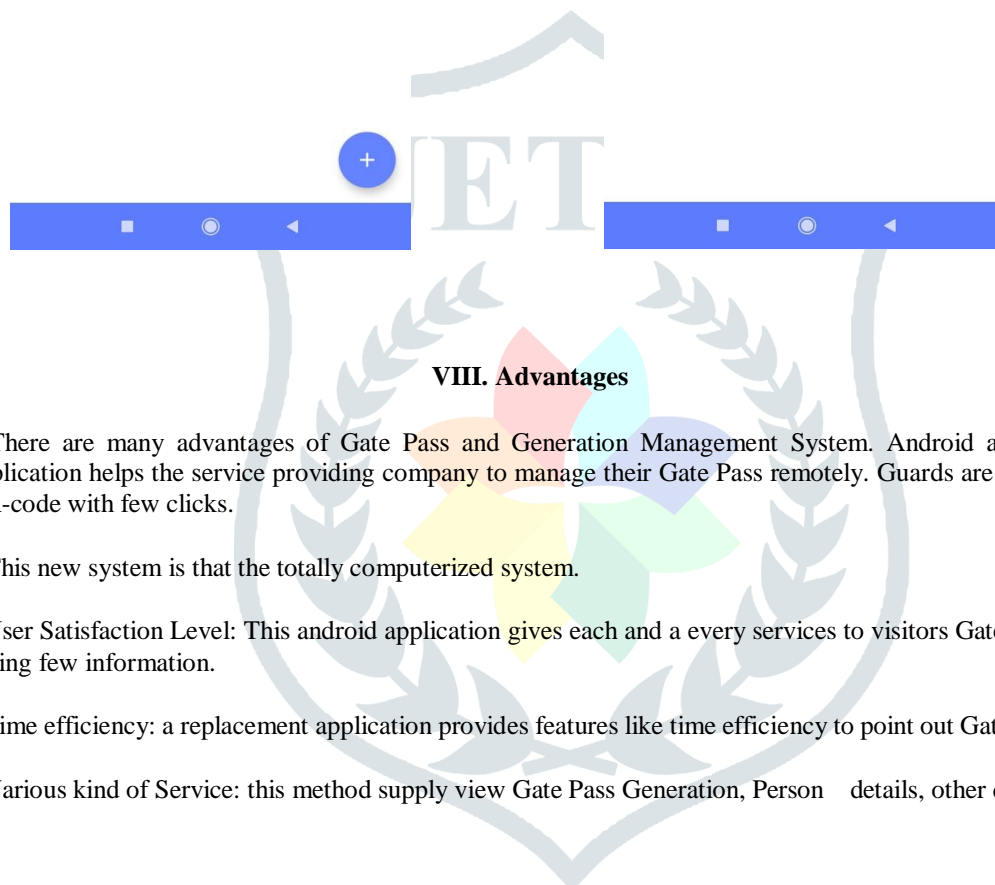 +
JET
VIII. Advantages
There are many advantages of Gate Pass and Generation Management System. Android a
plication helps the service providing company to manage their Gate Pass remotely. Guards are
-code with few clicks.
This new system is that the totally computerized system.
User Satisfaction Level: This android application gives each and a every services to visitors Gate
ing few information.
ime efficiency: a replacement application provides features like time efficiency to point out Gat
Various kind of Service: this method supply view Gate Pass Generation, Person details, other